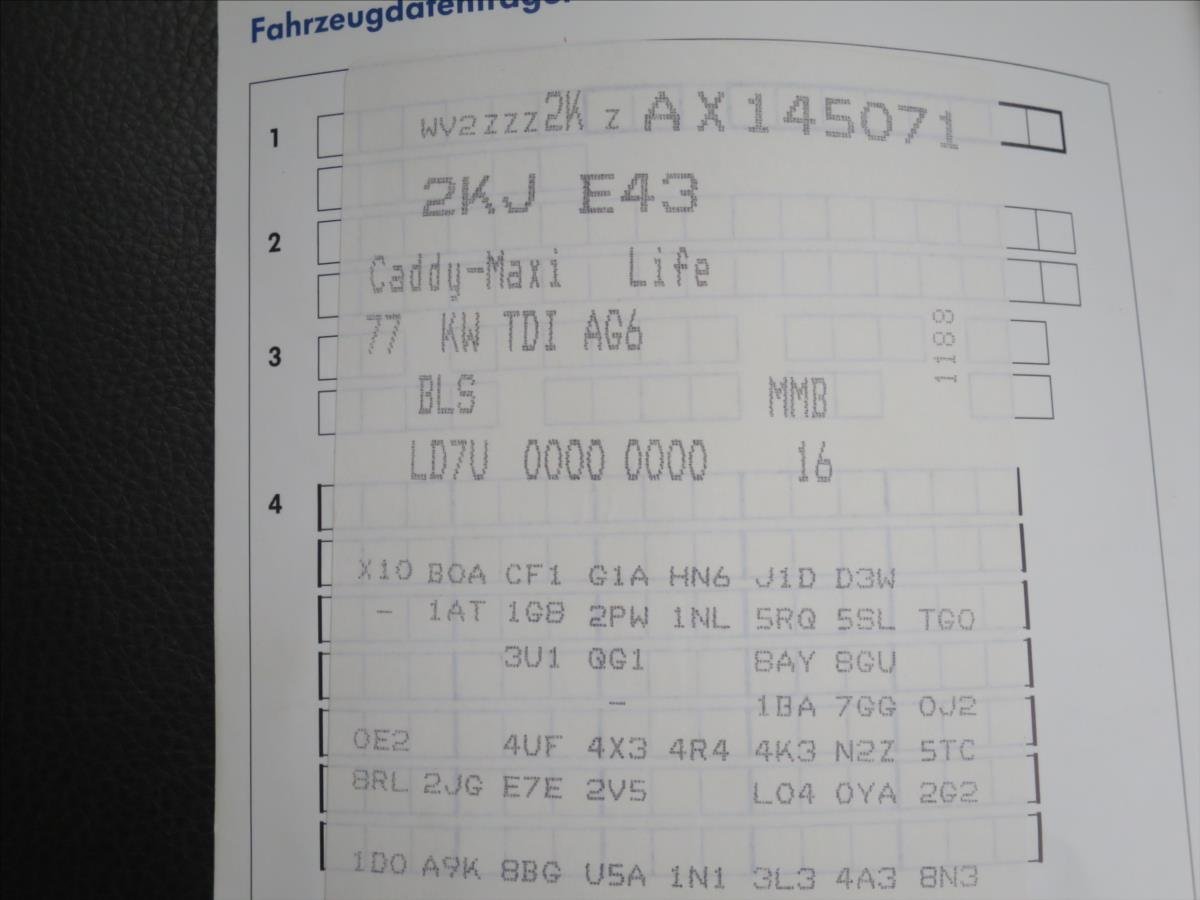 Fahrzeugdatenträger
1 WV2ZZZ2K Z AX145071
2KJ E43
2
Caddy-Maxi Life
77 KW TDI AG6
3
1188
BLS MMB
LD7U 0000 0000 16
4
X10 B0A CF1 G1A HN6 J1D D3W
- 1AT 1G8 2PW 1NL 5RQ 5SL TG0
3U1 QG1 8AY 8GU
- 1BA 7GG 0J2
0E2 4UF 4X3 4R4 4K3 N2Z 5TC
8RL 2JG E7E 2V5 L04 0YA 2G2
1D0 A9K 8BG U5A 1N1 3L3 4A3 8N3